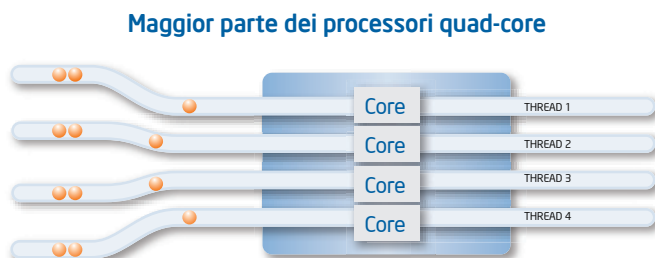 Maggior parte dei processori quad-core
Core
THREAD 1
Core
THREAD 2
Core
THREAD 3
Core
THREAD 4